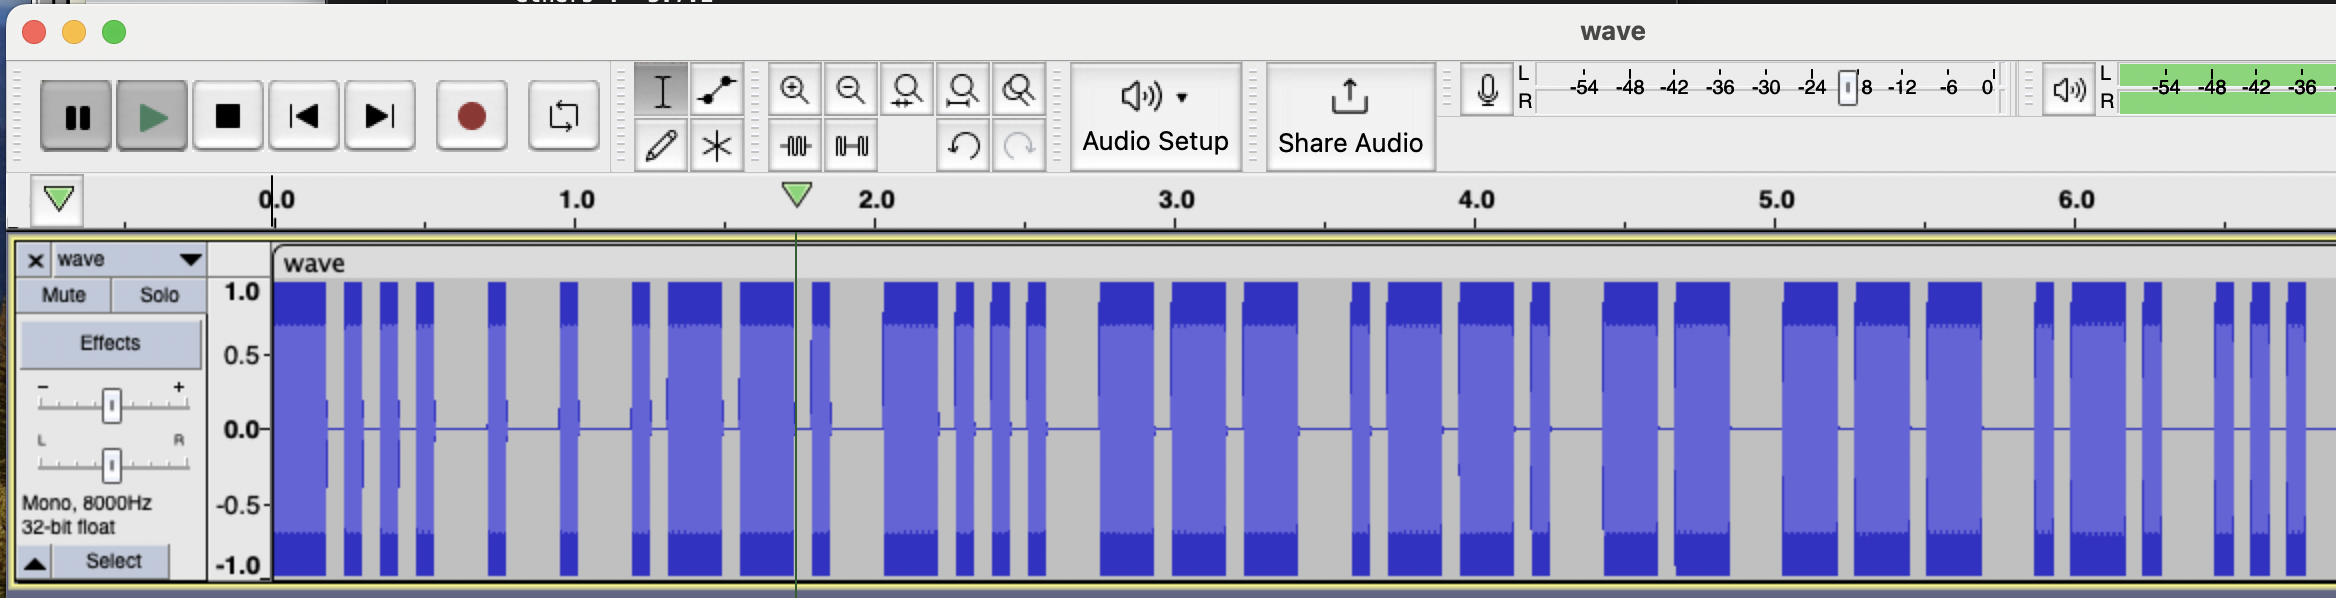 wave
L
R
-54 -48 -42 -36 -30 -24 8 -12 -6 0
L
R
-54 -48 -42 -36
Audio Setup
Share Audio
0.0 1.0 2.0 3.0 4.0 5.0 6.0
wave
wave
Mute Solo
1.0
Effects
0.5
- +
0.0
L R
-0.5
Mono, 8000Hz
32-bit float
Select
-1.0